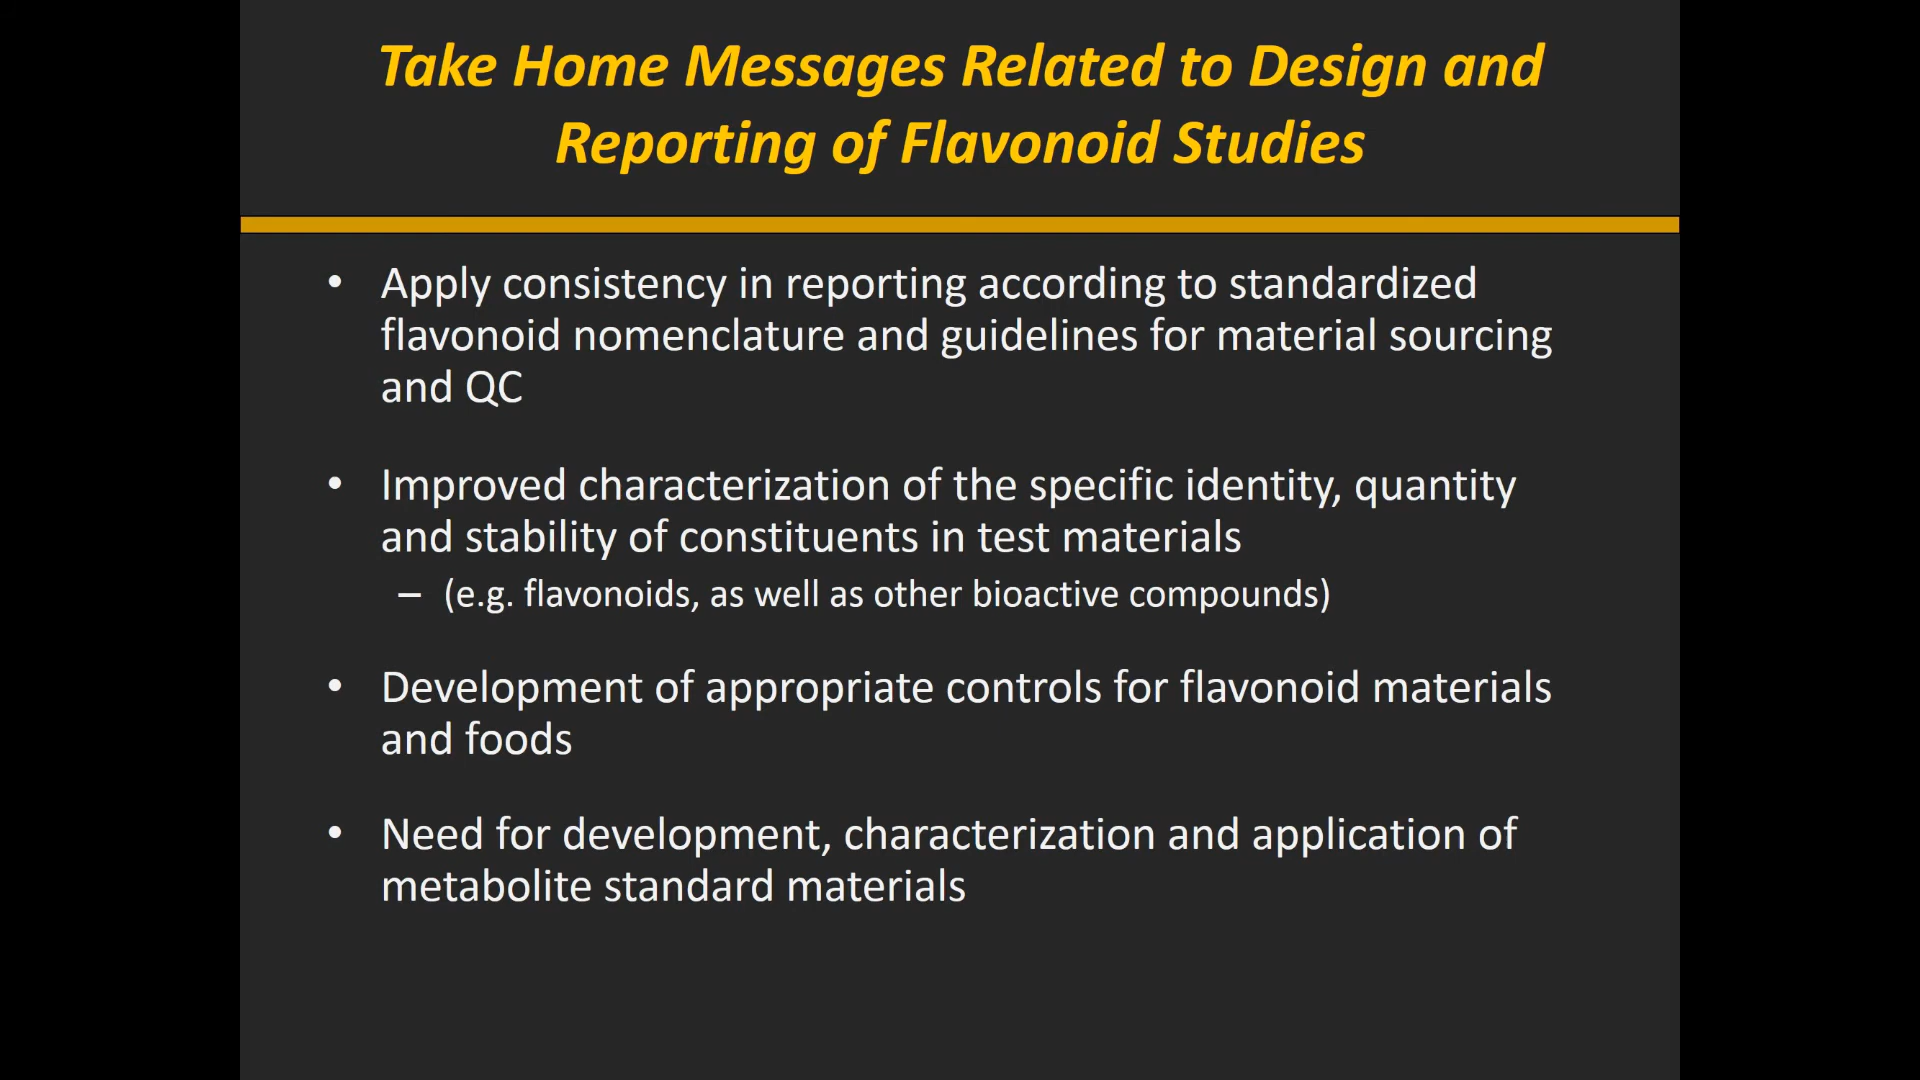 Take Home Messages Related to Design and
Reporting of Flavonoid Studies
• Apply consistency in reporting according to standardized
flavonoid nomenclature and guidelines for material sourcing
and QC
• Improved characterization of the specific identity, quantity
and stability of constituents in test materials
– (e.g. flavonoids, as well as other bioactive compounds)
• Development of appropriate controls for flavonoid materials
and foods
• Need for development, characterization and application of
metabolite standard materials